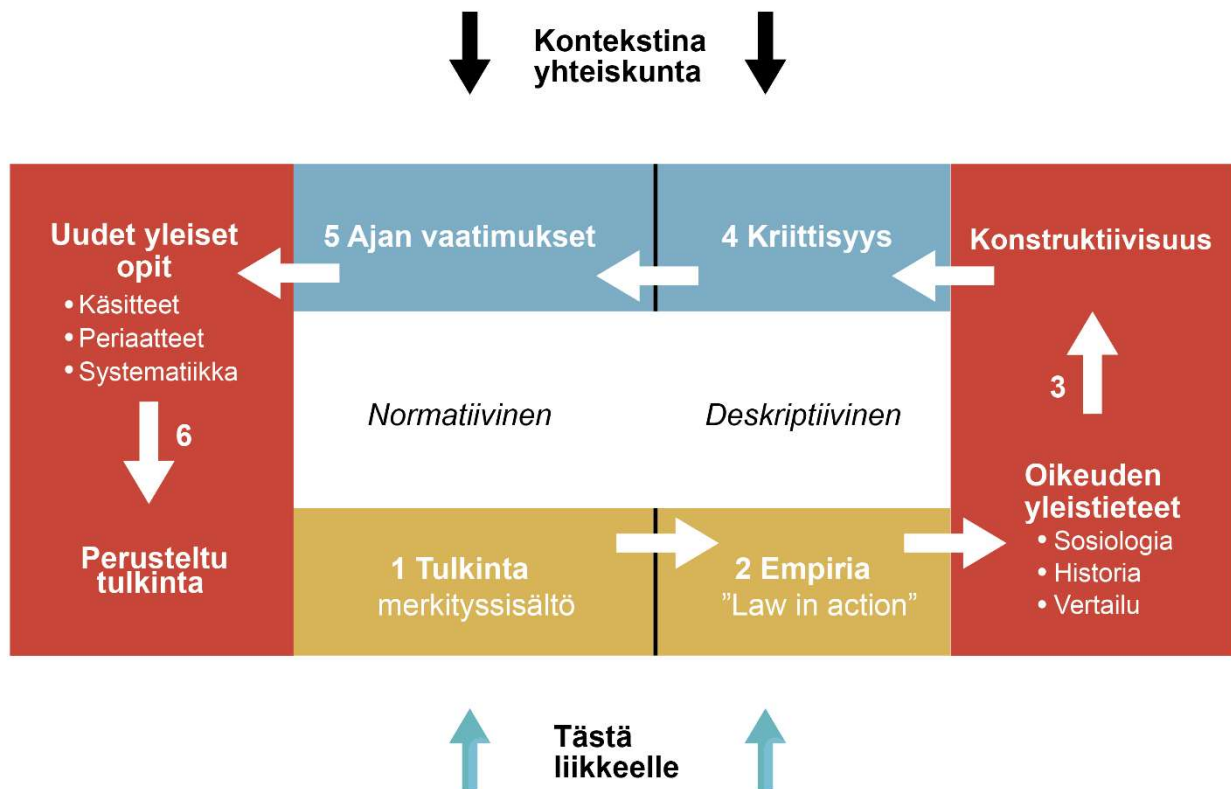 Kontekstina
yhteiskunta
Uudet yleiset
opit
• Käsitteet
• Periaatteet
• Systematiikka
6
Perusteltu
tulkinta
5 Ajan vaatimukset
4 Kriittisyys
Konstruktiivisuus
3
Normatiivinen
Deskriptiivinen
1 Tulkinta
merkityssisältö
2 Empiria
”Law in action”
Oikeuden
yleistieteet
• Sosiologia
• Historia
• Vertailu
Tästä
liikkeelle